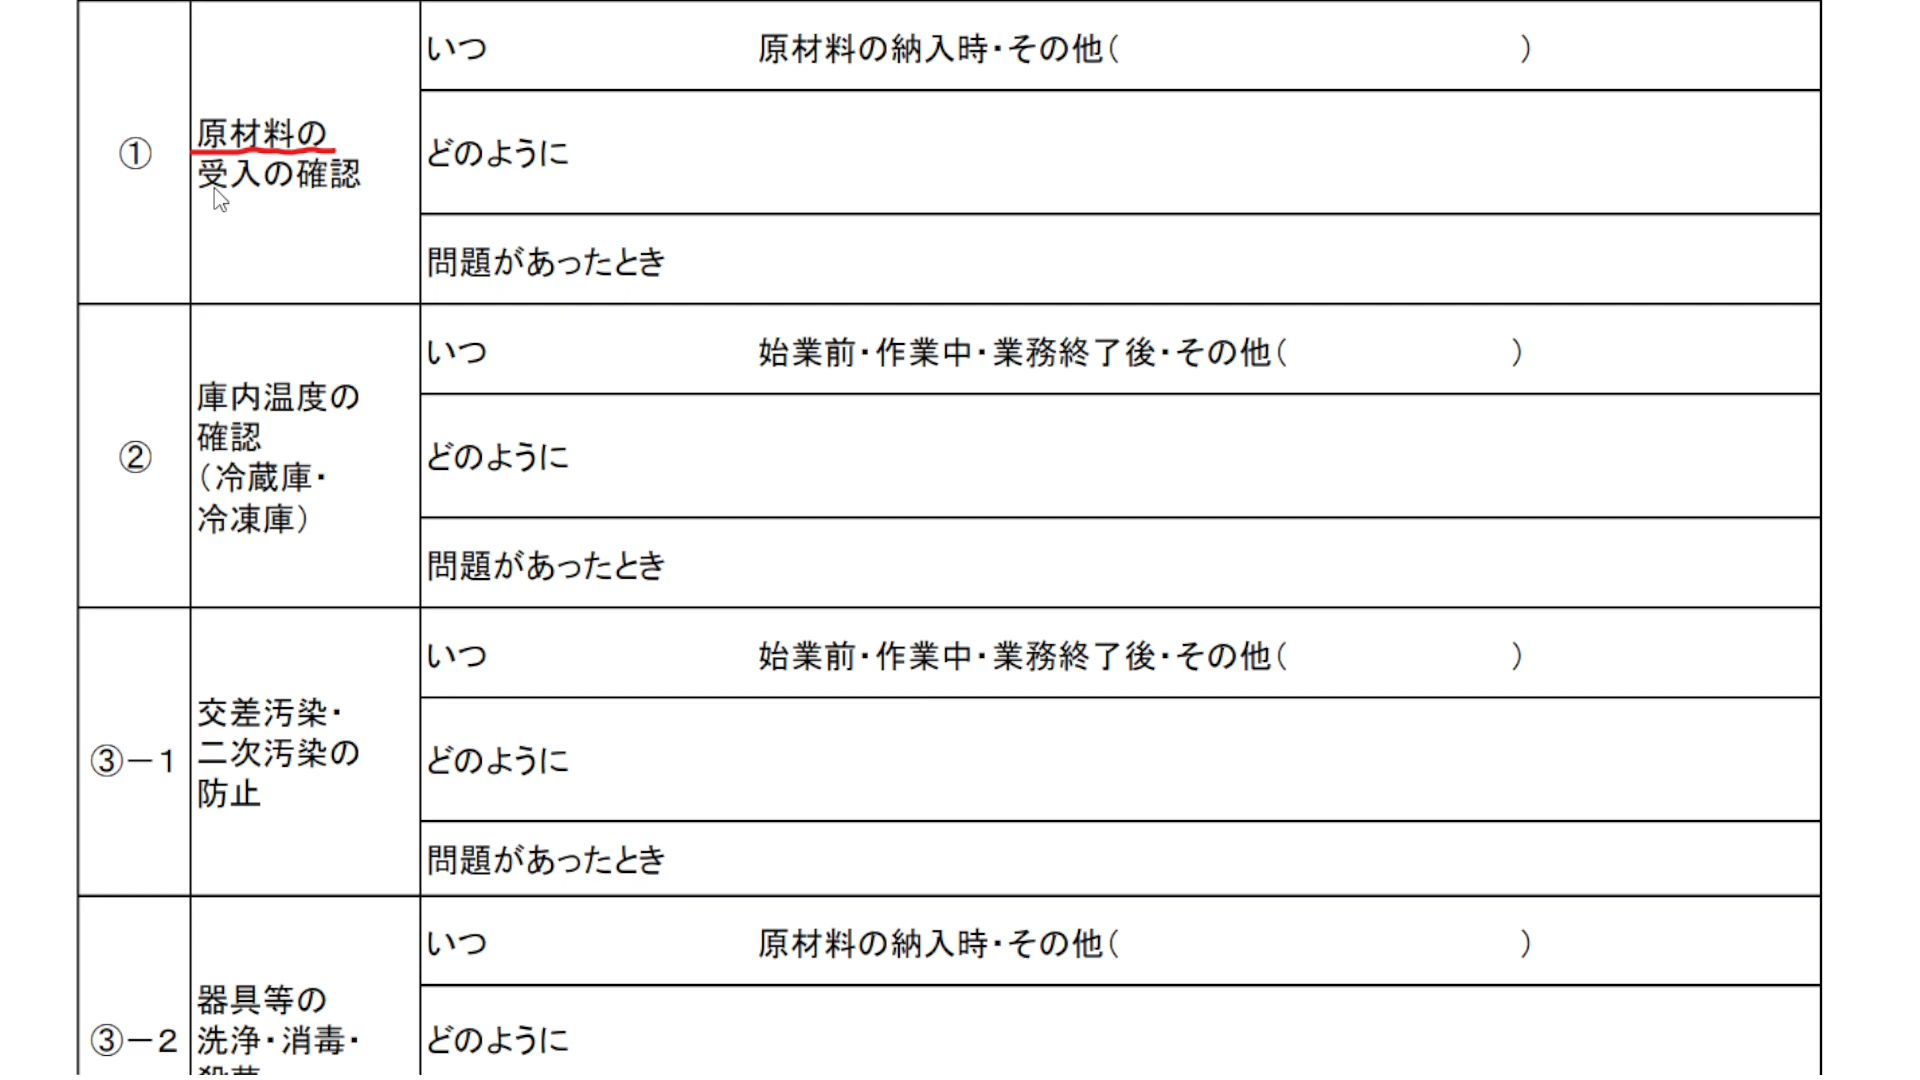 ①
原材料の
受入の確認
いつ　原材料の納入時・その他(　)
どのように
問題があったとき
②
庫内温度の
確認
(冷蔵庫・
冷凍庫)
いつ　始業前・作業中・業務終了後・その他(　)
どのように
問題があったとき
③－1
交差汚染・
二次汚染の
防止
いつ　始業前・作業中・業務終了後・その他(　)
どのように
問題があったとき
③－2
器具等の
洗浄・消毒・
いつ　原材料の納入時・その他(　)
どのように